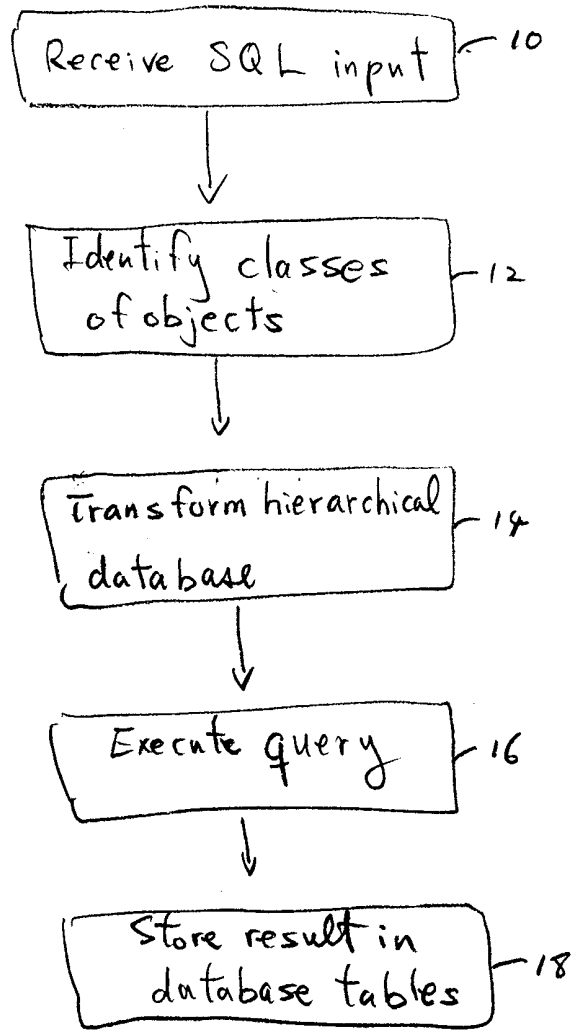 Receive SQL input
10
Identify classes
of objects
12
Transform hierarchical
database
14
Execute query
16
Store result in
database tables
18